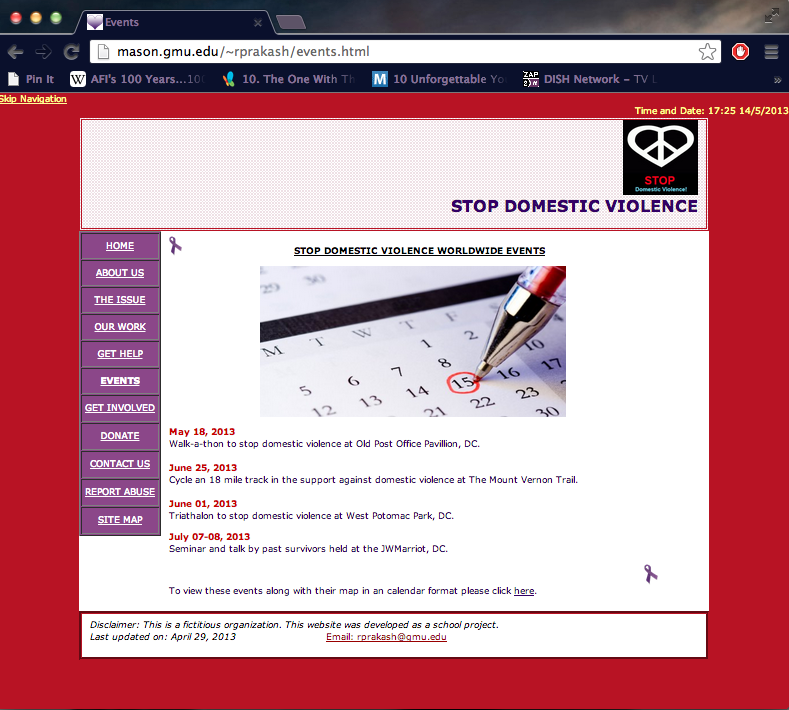 Events
mason.gmu.edu/~rprakash/events.html
Pin It
AFI's 100 Years...100
10. The One With Th
10 Unforgettable Yo
DISH Network – TV L
Skip Navigation
Time and Date: 17:25 14/5/2013
STOP
Domestic Violence!
STOP DOMESTIC VIOLENCE
HOME
ABOUT US
THE ISSUE
OUR WORK
GET HELP
EVENTS
GET INVOLVED
DONATE
CONTACT US
REPORT ABUSE
SITE MAP
STOP DOMESTIC VIOLENCE WORLDWIDE EVENTS
29 30
M T W T F
1 2
5 6 7 8
12 13 14 15 16 17
21 22 23
30
May 18, 2013
Walk-a-thon to stop domestic violence at Old Post Office Pavillion, DC.
June 25, 2013
Cycle an 18 mile track in the support against domestic violence at The Mount Vernon Trail.
June 01, 2013
Triathalon to stop domestic violence at West Potomac Park, DC.
July 07-08, 2013
Seminar and talk by past survivors held at the JWMarriot, DC.
To view these events along with their map in an calendar format please click here.
Disclaimer: This is a fictitious organization. This website was developed as a school project.
Last updated on: April 29, 2013 Email: rprakash@gmu.edu